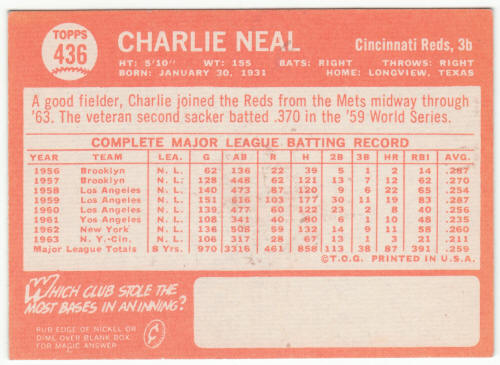 TOPPS
436
CHARLIE NEAL
Cincinnati Reds, 3b
HT: 5'10" WT: 155 BATS: RIGHT THROWS: RIGHT
BORN: JANUARY 30, 1931 HOME: LONGVIEW, TEXAS
A good fielder, Charlie joined the Reds from the Mets midway through
'63. The veteran second sacker batted .370 in the '59 World Series.
COMPLETE MAJOR LEAGUE BATTING RECORD
YEAR TEAM LEA. G AB R H 2B 3B HR RBI AVG.
1956 Brooklyn N.L. 62 136 22 39 5 1 2 14 .287
1957 Brooklyn N.L. 128 448 62 121 13 7 12 62 .270
1958 Los Angeles N.L. 140 473 87 120 9 6 22 65 .254
1959 Los Angeles N.L. 151 616 103 177 30 11 19 83 .287
1960 Los Angeles N.L. 139 477 60 122 23 2 8 40 .256
1961 Yos Angeles N.L. 108 341 40 80 6 1 10 48 .235
1962 New York N.L. 136 508 59 132 14 9 11 58 .260
1963 N.Y.-Cin. N.L. 106 317 28 67 13 1 3 21 .211
Major League Totals 8 Yrs. 970 3316 461 858 113 38 87 391 .259
©T.C.G. PRINTED IN U.S.A.
WHICH CLUB STOLE THE
MOST BASES IN AN INNING?
RUB EDGE OF NICKEL OR
DIME OVER BLANK BOX
FOR MAGIC ANSWER